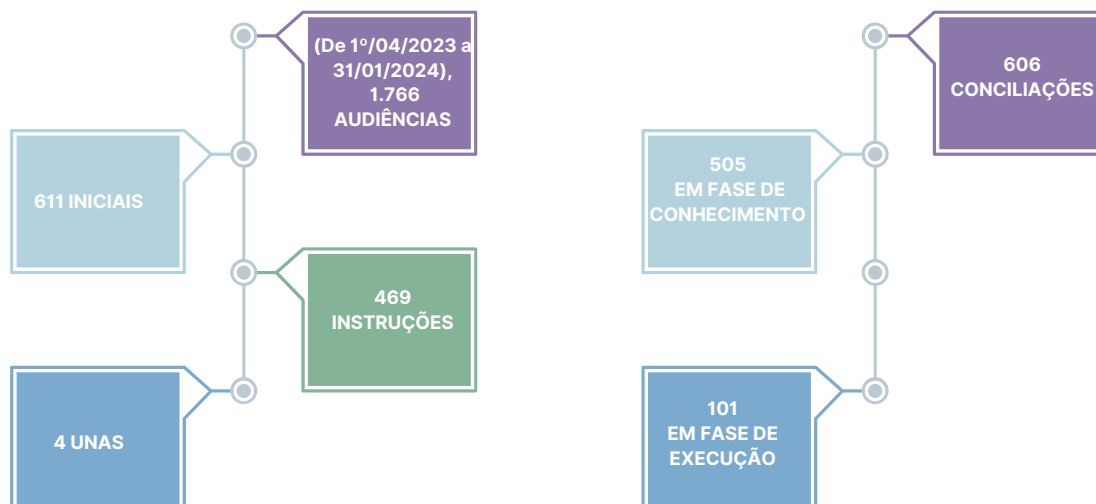 (De 1º/04/2023 a
31/01/2024),
1.766
AUDIÊNCIAS
611 INICIAIS
469
INSTRUÇÕES
4 UNAS
606
CONCILIAÇÕES
505
EM FASE DE
CONHECIMENTO
101
EM FASE DE
EXECUÇÃO